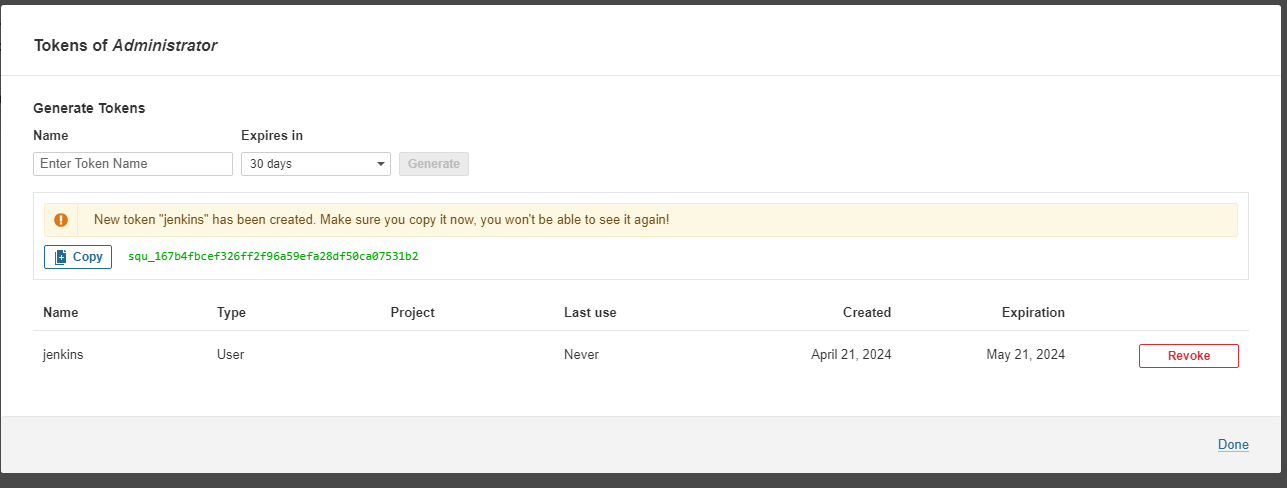 Tokens of Administrator
Generate Tokens
Name Expires in
Enter Token Name 30 days Generate
New token "jenkins" has been created. Make sure you copy it now, you won't be able to see it again!
Copy squ_167b4fbcef326ff2f96a59efa28df50ca07531b2
Name Type Project Last use Created Expiration
jenkins User Never April 21, 2024 May 21, 2024 Revoke
Done